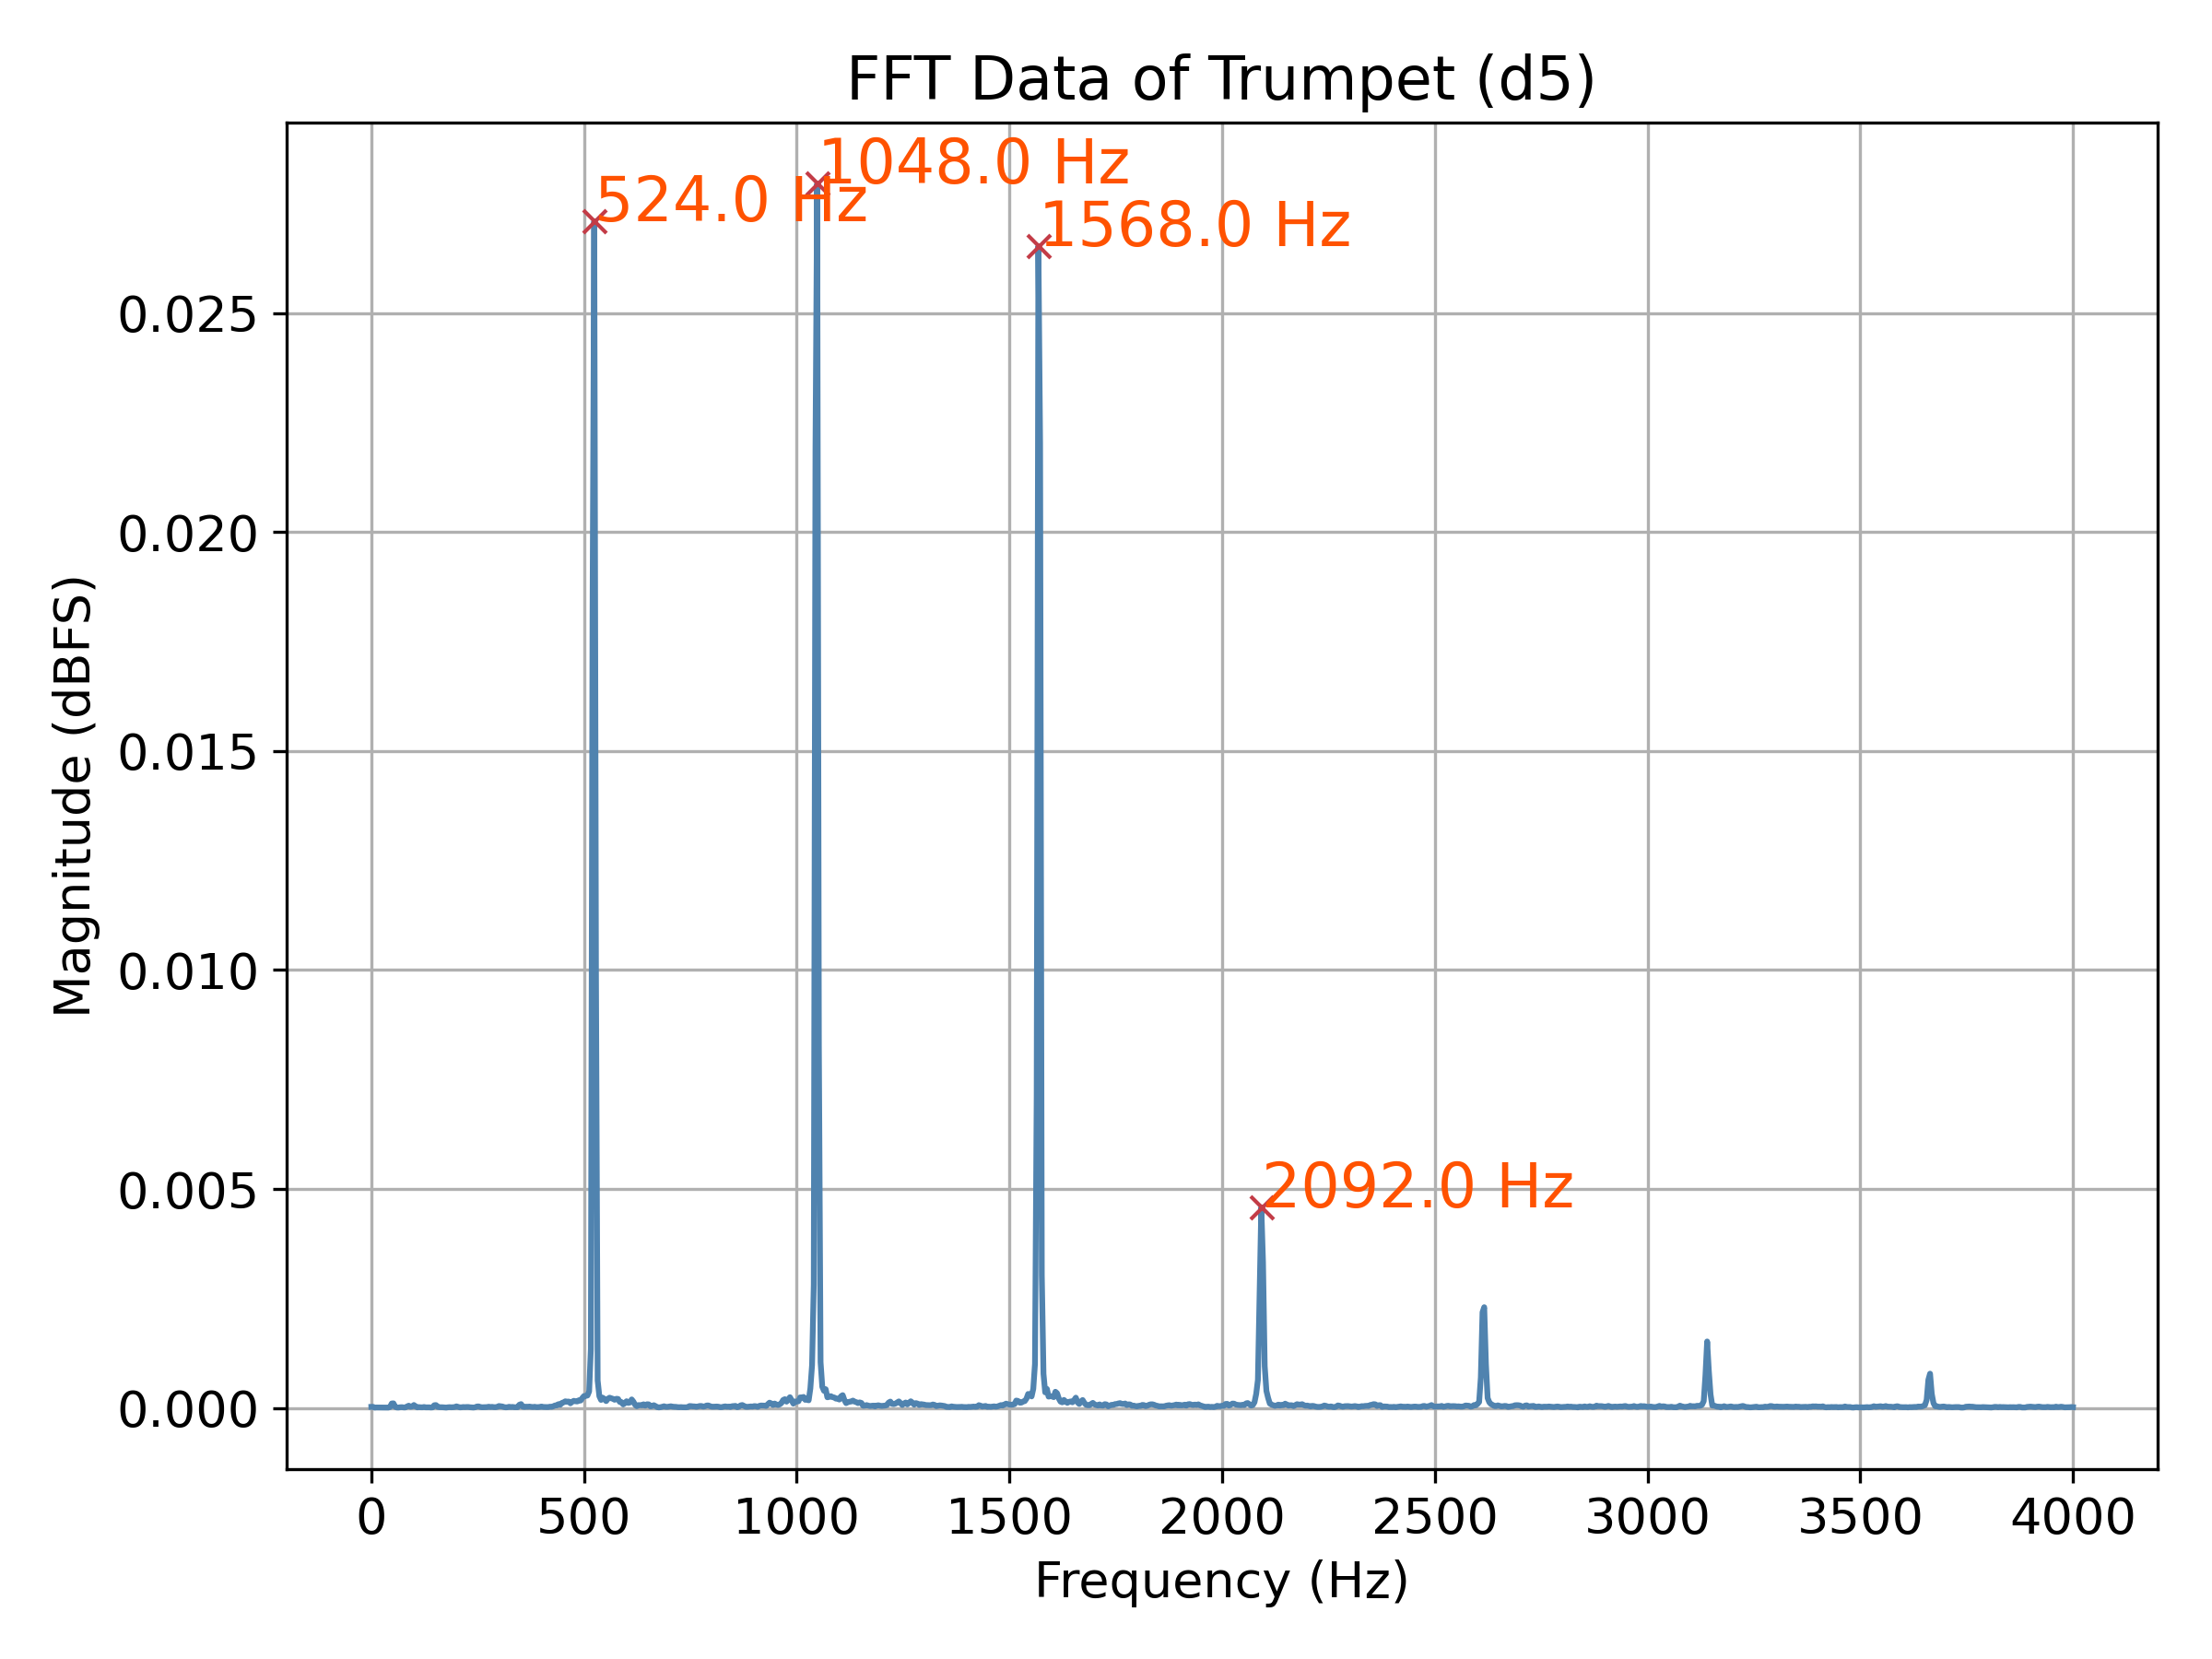 FFT Data of Trumpet (d5)
1048.0 Hz
524.0 Hz
1568.0 Hz
2092.0 Hz
Magnitude (dBFS)
0.025
0.020
0.015
0.010
0.005
0.000
0 500 1000 1500 2000 2500 3000 3500 4000
Frequency (Hz)